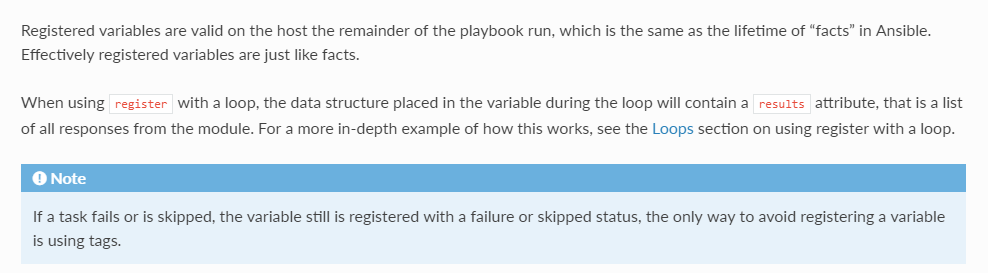 Registered variables are valid on the host the remainder of the playbook run, which is the same as the lifetime of “facts” in Ansible.
Effectively registered variables are just like facts.
When using register with a loop, the data structure placed in the variable during the loop will contain a results attribute, that is a list
of all responses from the module. For a more in-depth example of how this works, see the Loops section on using register with a loop.
Note
If a task fails or is skipped, the variable still is registered with a failure or skipped status, the only way to avoid registering a variable
is using tags.